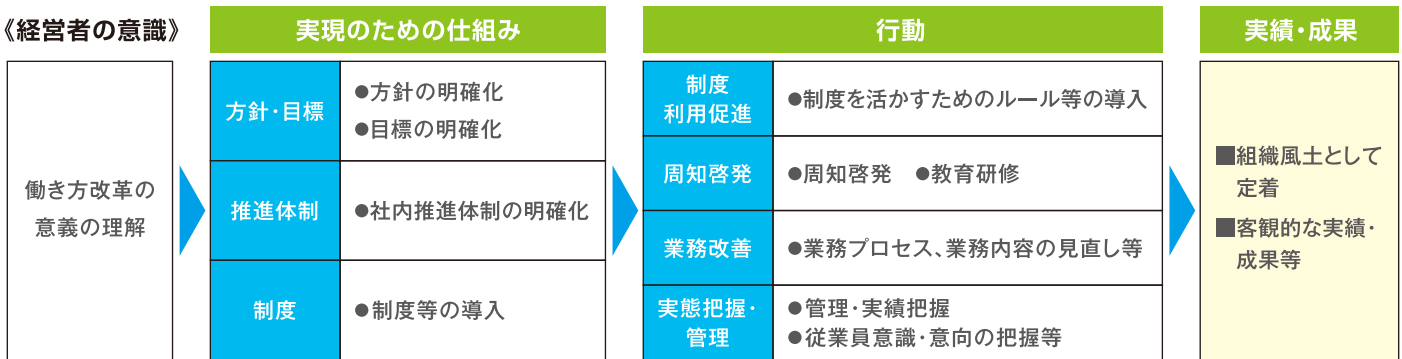 《経営者の意識》
働き方改革の
意義の理解
実現のための仕組み
方針・目標
●方針の明確化
●目標の明確化
推進体制
●社内推進体制の明確化
制度
●制度等の導入
行動
制度
利用促進
●制度を活かすためのルール等の導入
周知啓発
●周知啓発　●教育研修
業務改善
●業務プロセス、業務内容の見直し等
実態把握・
管理
●管理・実績把握
●従業員意識・意向の把握等
実績・成果
■組織風土として
定着
■客観的な実績・
成果等